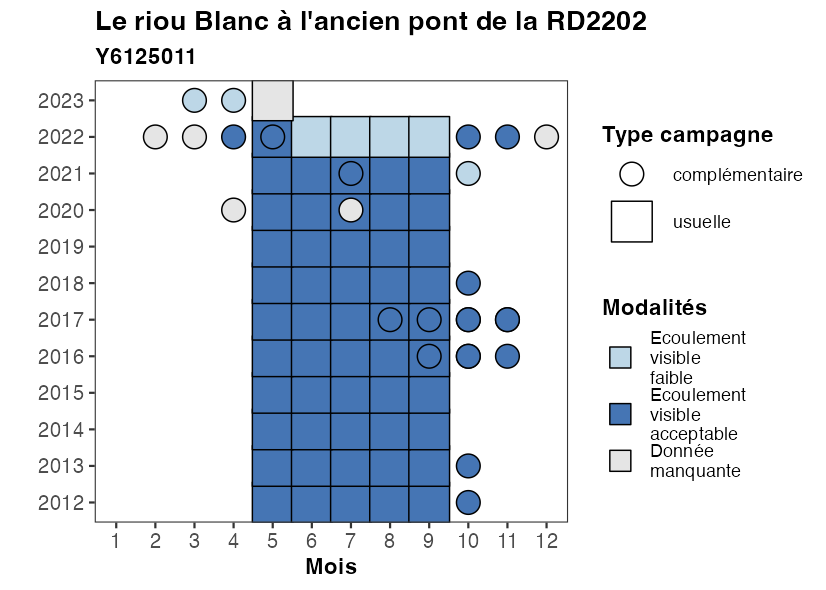 Le riou Blanc à l'ancien pont de la RD2202
Y6125011
2023
2022
2021
2020
2019
2018
2017
2016
2015
2014
2013
2012
1 2 3 4 5 6 7 8 9 10 11 12
Mois
Type campagne
complémentaire
usuelle
Modalités
Ecoulement
visible
faible
Ecoulement
visible
acceptable
Donnée
manquante